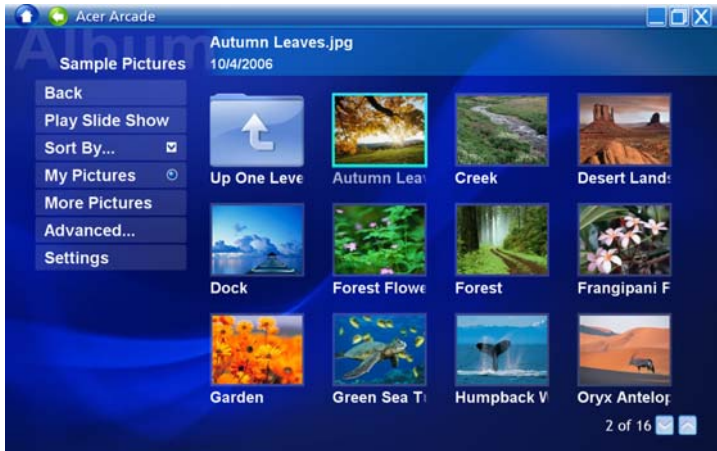 Acer Arcade
Album
Sample Pictures
Autumn Leaves.jpg
10/4/2006
Back
Play Slide Show
Sort By...
My Pictures
More Pictures
Advanced...
Settings
Up One Leve
Autumn Leav
Creek
Desert Lands
Dock
Forest Flowe
Forest
Frangipani F
Garden
Green Sea Tu
Humpback W
Oryx Antelop
2 of 16